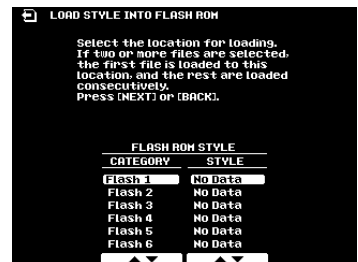 LOAD STYLE INTO FLASH ROM
Select the location for loading.
If two or more files are selected,
the first file is loaded to this
location, and the rest are loaded
consecutively.
Press [NEXT] or [BACK].
FLASH ROM STYLE
CATEGORY STYLE
Flash 1 No Data
Flash 2 No Data
Flash 3 No Data
Flash 4 No Data
Flash 5 No Data
Flash 6 No Data